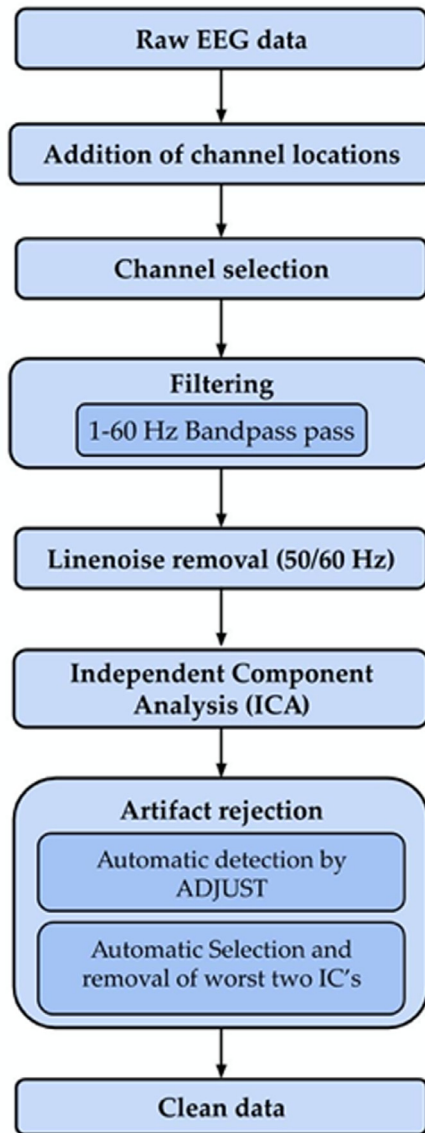 Raw EEG data
Addition of channel locations
Channel selection
Filtering
1-60 Hz Bandpass pass
Linenoise removal (50/60 Hz)
Independent Component
Analysis (ICA)
Artifact rejection
Automatic detection by
ADJUST
Automatic Selection and
removal of worst two IC's
Clean data